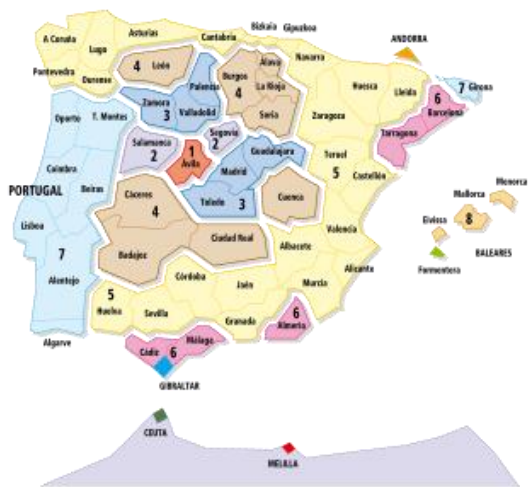 Bizkaia Gipuzkoa
Asturias
Cantabria
A Coruña
Lugo
Navarra
ANDORRA
Pontevedra
Ourense
4 León
Palencia
Burgos
Alava
La Rioja
4
Soria
Huesca
Lleida
7 Girona
6
Barcelona
Tarragona
Zamora
Valladolid
3
Zaragoza
Oporto
T. Montes
Salamanca
2
Segovia
2
1
Ávila
Guadalajara
Madrid
Teruel
5
Castellón
Menorca
Mallorca
8
Eivissa
BALEARES
Formentera
Coimbra
Beiras
PORTUGAL
Cáceres
4
Toledo
3
Cuenca
Lisboa
Valencia
Ciudad Real
Albacete
7
Badajoz
Alentejo
Alicante
Córdoba
Jaén
Murcia
5
Huelva
Sevilla
Granada
6
Almería
Algarve
Cádiz
6
Málaga
GIBRALTAR
CEUTA
MELILLA